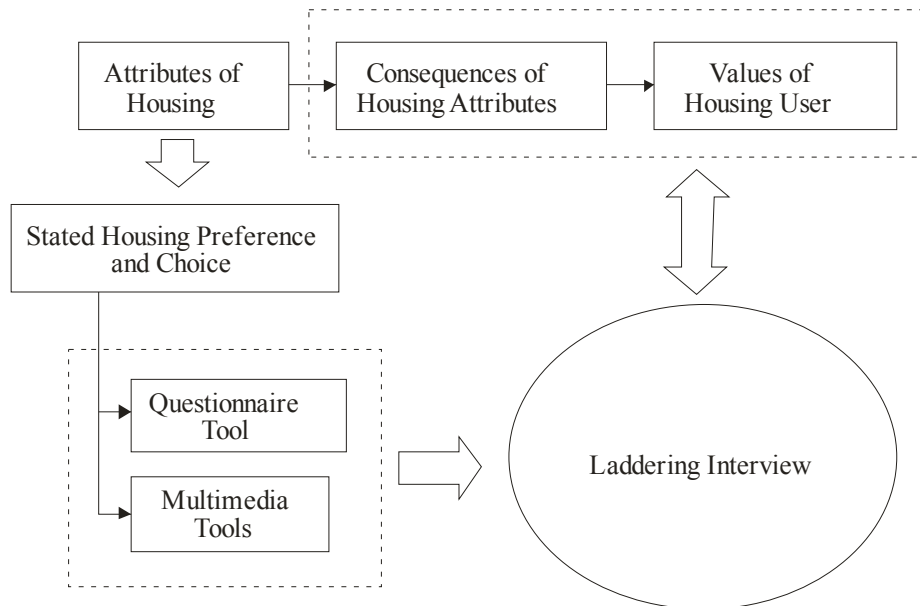 Attributes of
Housing
Consequences of
Housing Attributes
Values of
Housing User
Stated Housing Preference
and Choice
Questionnaire
Tool
Multimedia
Tools
Laddering Interview